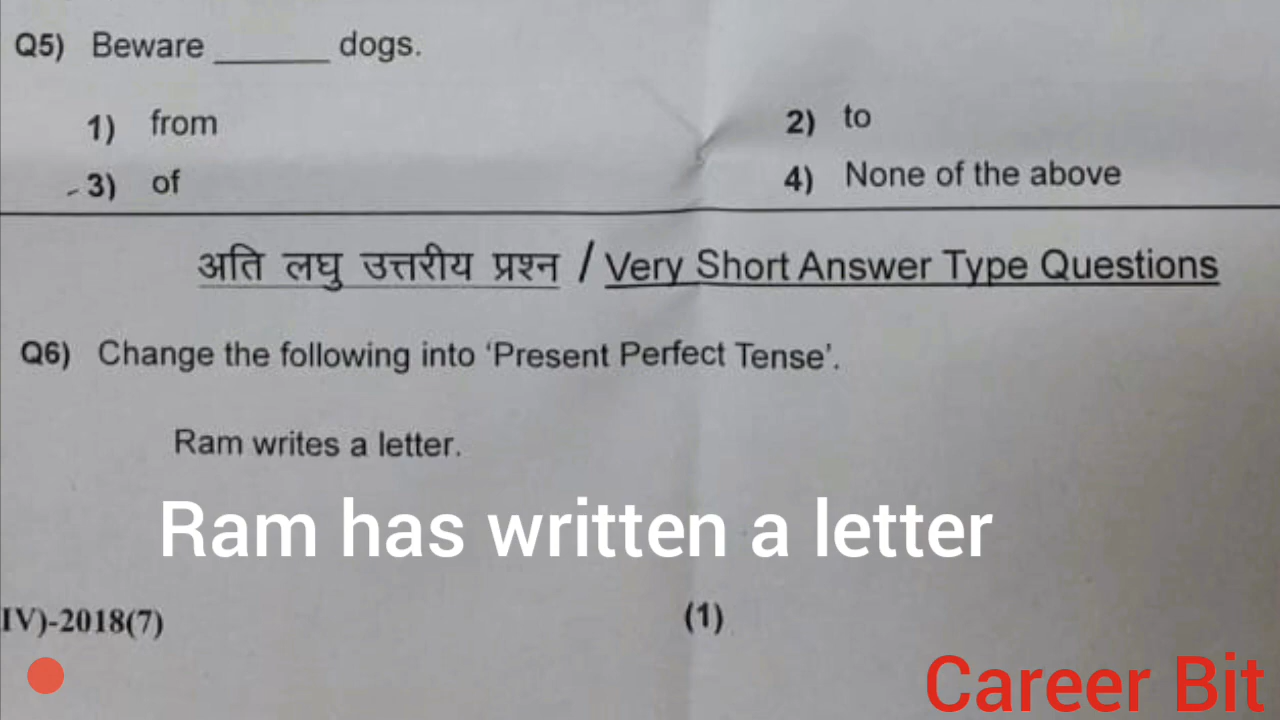 Q5) Beware ______ dogs.
1) from 2) to
3) of 4) None of the above
अति लघु उत्तरीय प्रश्न / Very Short Answer Type Questions
Q6) Change the following into ‘Present Perfect Tense’.
Ram writes a letter.
Ram has written a letter
IV)-2018(7) (1)
Career Bit